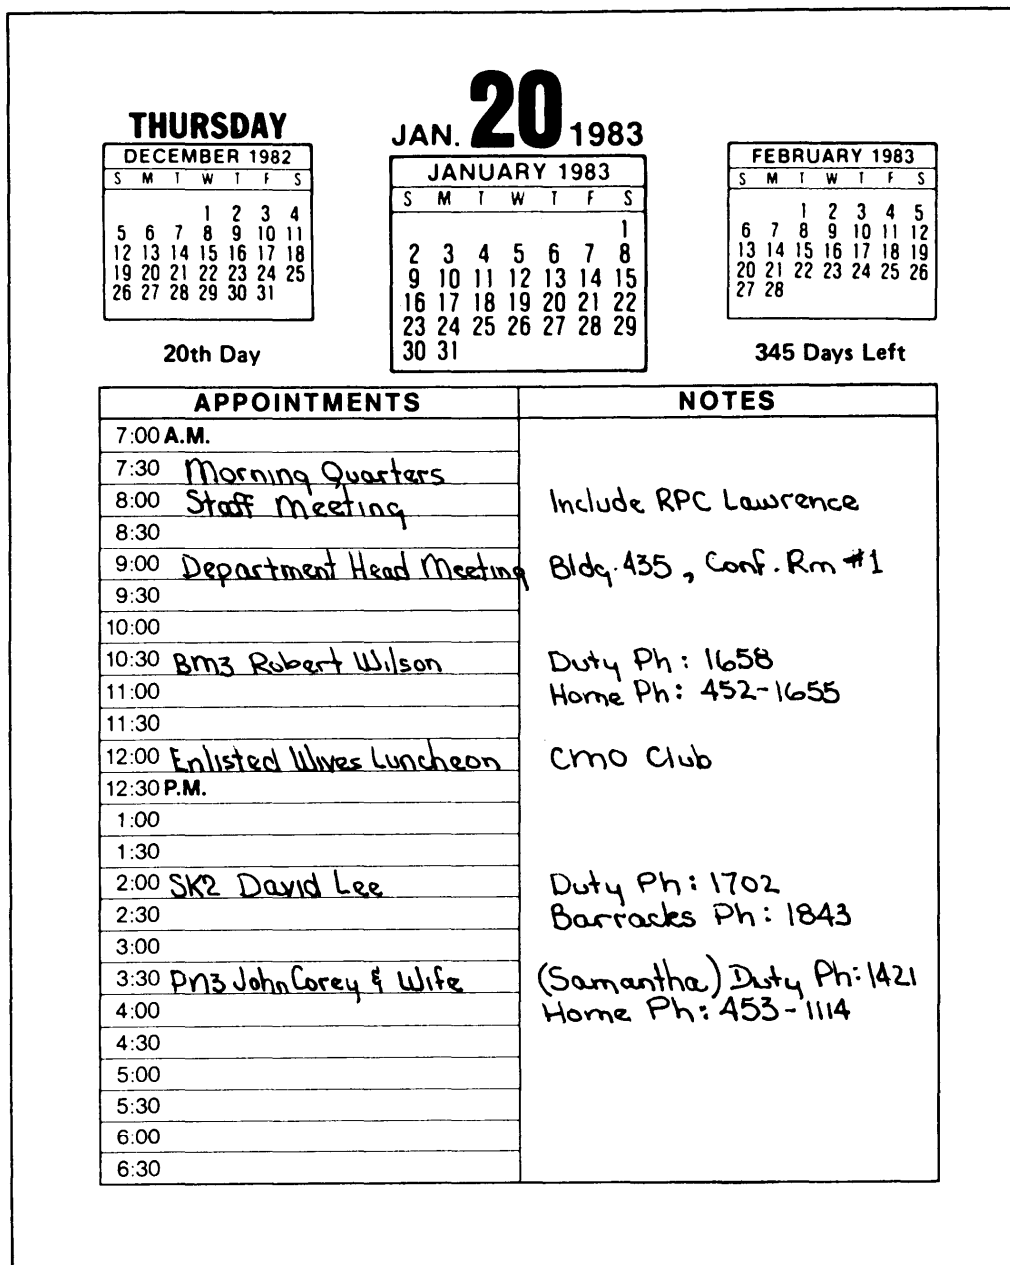 THURSDAY
JAN. 20 1983
DECEMBER 1982
S M T W T F S
1 2 3 4
5 6 7 8 9 10 11
12 13 14 15 16 17 18
19 20 21 22 23 24 25
26 27 28 29 30 31
20th Day
JANUARY 1983
S M T W T F S
1
2 3 4 5 6 7 8
9 10 11 12 13 14 15
16 17 18 19 20 21 22
23 24 25 26 27 28 29
30 31
FEBRUARY 1983
S M T W T F S
1 2 3 4 5
6 7 8 9 10 11 12
13 14 15 16 17 18 19
20 21 22 23 24 25 26
27 28
345 Days Left
APPOINTMENTS NOTES
7:00 A.M.
7:30 Morning Quarters
8:00 Staff Meeting Include RPC Lawrence
8:30
9:00 Department Head Meeting Bldg. 435, Conf. Rm #1
9:30
10:00
10:30 BM3 Robert Wilson Duty Ph: 1658
11:00 Home Ph: 452-1655
11:30
12:00 Enlisted Wives Luncheon CMO Club
12:30 P.M.
1:00
1:30
2:00 SK2 David Lee Duty Ph: 1702
2:30 Barracks Ph: 1843
3:00
3:30 PN3 John Corey & Wife (Samantha) Duty Ph: 1421
4:00 Home Ph: 453-1114
4:30
5:00
5:30
6:00
6:30